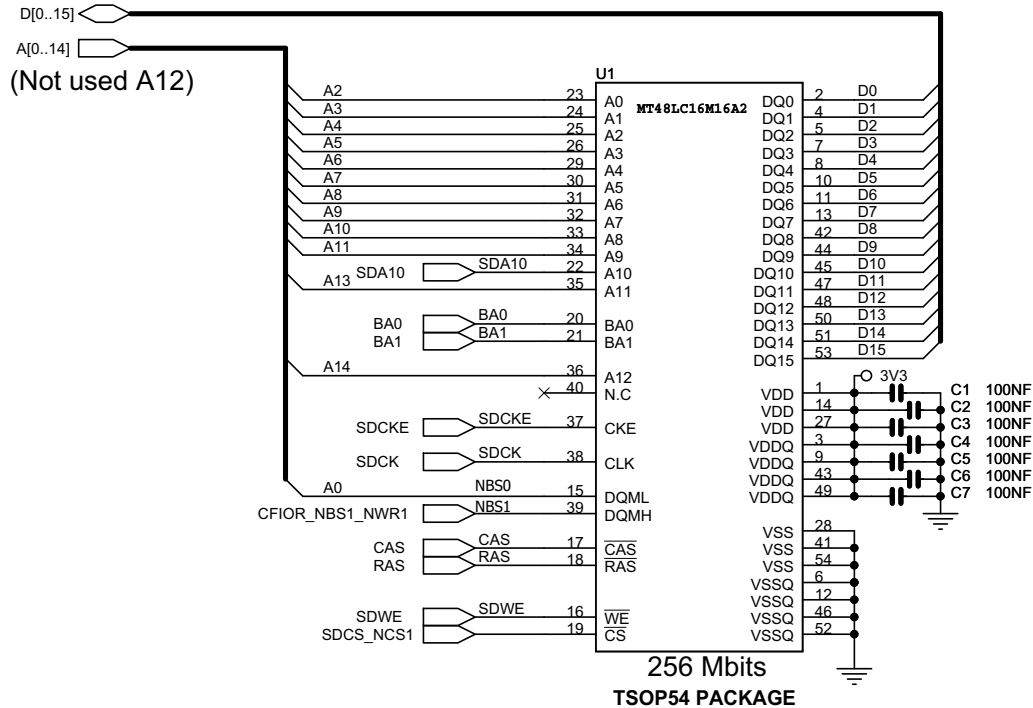 D[0..15]
A[0..14]
(Not used A12)
U1
MT48LC16M16A2
A2 23 A0 DQ0 2 D0
A3 24 A1 DQ1 4 D1
A4 25 A2 DQ2 5 D2
A5 26 A3 DQ3 7 D3
A6 29 A4 DQ4 8 D4
A7 30 A5 DQ5 10 D5
A8 31 A6 DQ6 11 D6
A9 32 A7 DQ7 13 D7
A10 33 A8 DQ8 42 D8
A11 34 A9 DQ9 44 D9
SDA10 SDA10 22 A10 DQ10 45 D10
A13 35 A11 DQ11 47 D11
DQ12 48 D12
BA0 BA0 20 BA0 DQ13 50 D13
BA1 BA1 21 BA1 DQ14 51 D14
DQ15 53 D15
A14 36 A12 3V3
40 N.C VDD 1 C1 100NF
VDD 14 C2 100NF
SDCKE SDCKE 37 CKE VDD 27 C3 100NF
VDDQ 3 C4 100NF
SDCK SDCK 38 CLK VDDQ 9 C5 100NF
VDDQ 43 C6 100NF
A0 NBS0 15 DQML VDDQ 49 C7 100NF
CFIOR_NBS1_NWR1 NBS1 39 DQMH
VSS 28
CAS CAS 17 CAS VSS 41
RAS RAS 18 RAS VSS 54
VSSQ 6
VSSQ 12
SDWE SDWE 16 WE VSSQ 46
SDCS_NCS1 19 CS VSSQ 52
256 Mbits
TSOP54 PACKAGE